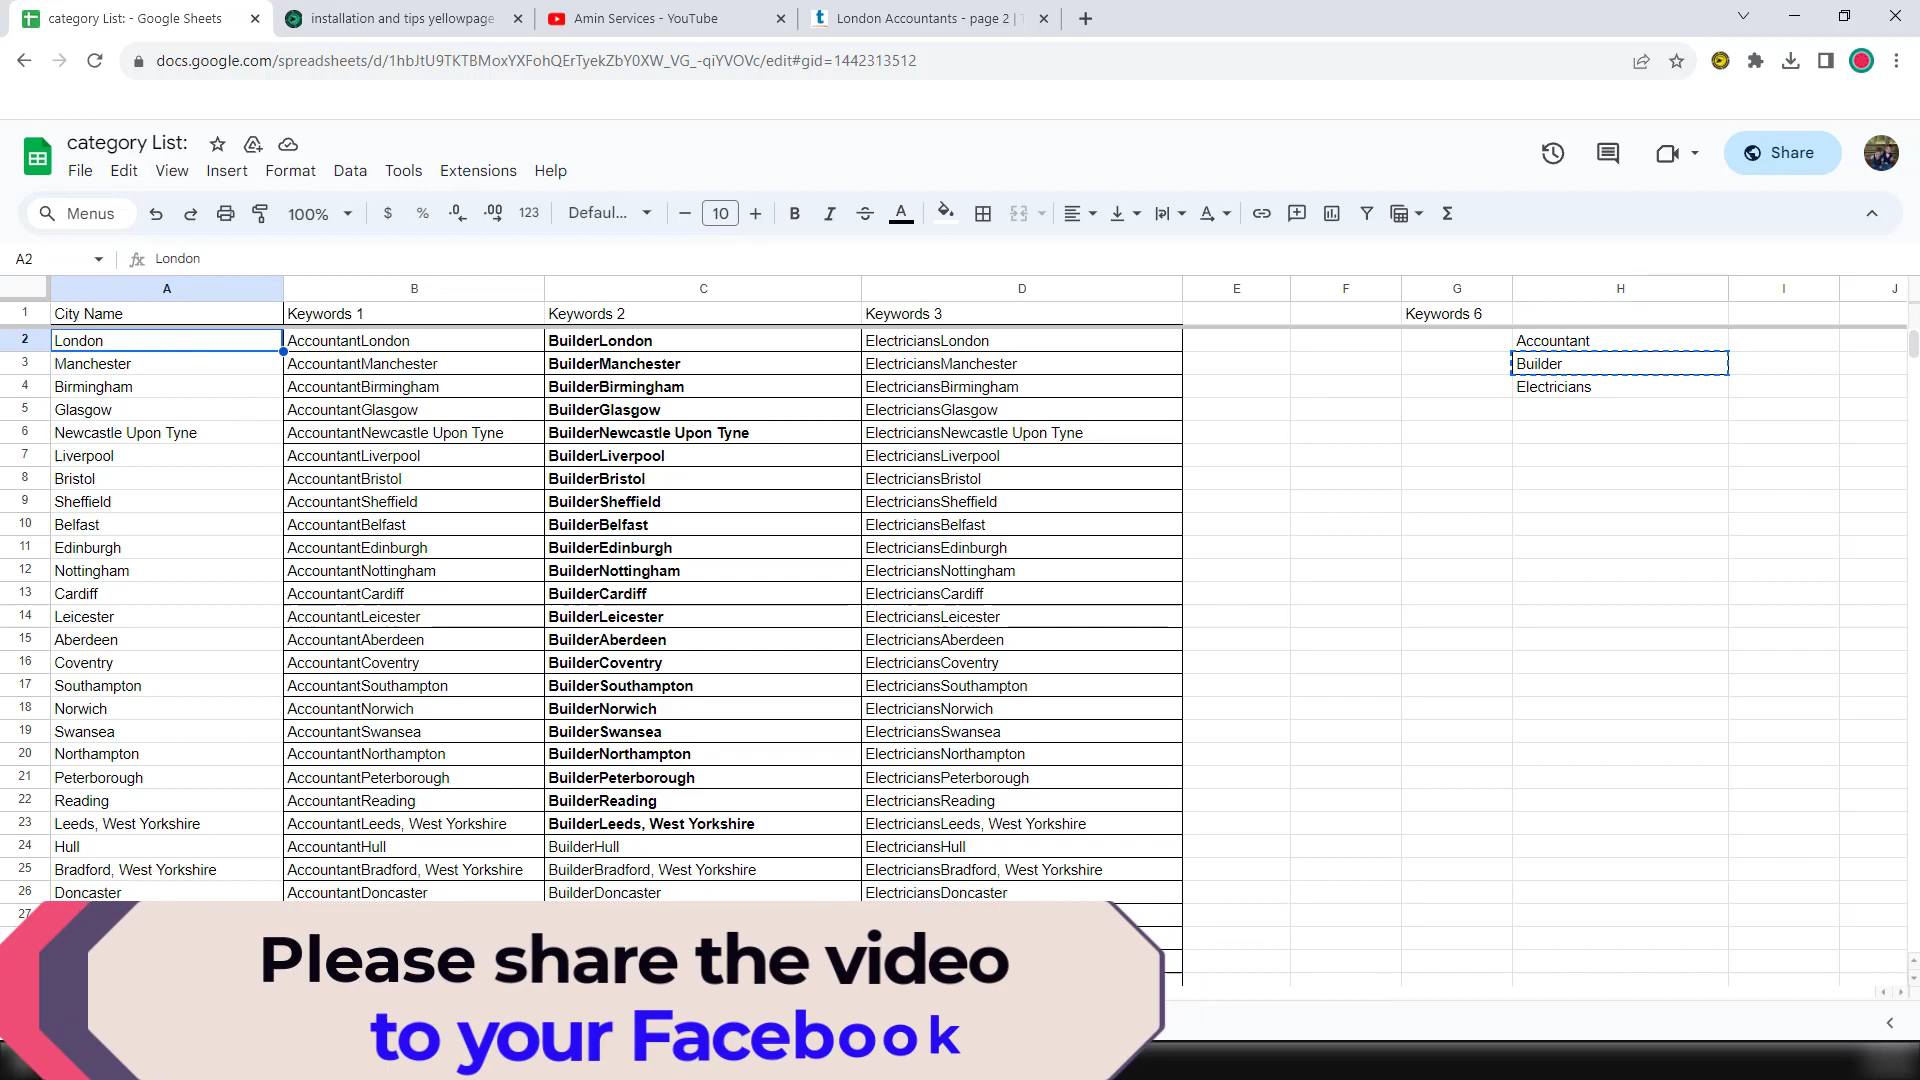 category List: - Google Sheets
installation and tips yellowpage
Amin Services - YouTube
London Accountants - page 2 |
docs.google.com/spreadsheets/d/1hbJtU9TKTBMoxYXFohQErTyekZbY0XW_VG_-qiYVOVc/edit#gid=1442313512
category List:
File Edit View Insert Format Data Tools Extensions Help
Share
Menus 100% $ % .0 .00 123 Defaul... 10 B I A
A2 fx London
A B C D E F G H I J
1 City Name Keywords 1 Keywords 2 Keywords 3 Keywords 6
2 London AccountantLondon BuilderLondon ElectriciansLondon Accountant
3 Manchester AccountantManchester BuilderManchester ElectriciansManchester Builder
4 Birmingham AccountantBirmingham BuilderBirmingham ElectriciansBirmingham Electricians
5 Glasgow AccountantGlasgow BuilderGlasgow ElectriciansGlasgow
6 Newcastle Upon Tyne AccountantNewcastle Upon Tyne BuilderNewcastle Upon Tyne ElectriciansNewcastle Upon Tyne
7 Liverpool AccountantLiverpool BuilderLiverpool ElectriciansLiverpool
8 Bristol AccountantBristol BuilderBristol ElectriciansBristol
9 Sheffield AccountantSheffield BuilderSheffield ElectriciansSheffield
10 Belfast AccountantBelfast BuilderBelfast ElectriciansBelfast
11 Edinburgh AccountantEdinburgh BuilderEdinburgh ElectriciansEdinburgh
12 Nottingham AccountantNottingham BuilderNottingham ElectriciansNottingham
13 Cardiff AccountantCardiff BuilderCardiff ElectriciansCardiff
14 Leicester AccountantLeicester BuilderLeicester ElectriciansLeicester
15 Aberdeen AccountantAberdeen BuilderAberdeen ElectriciansAberdeen
16 Coventry AccountantCoventry BuilderCoventry ElectriciansCoventry
17 Southampton AccountantSouthampton BuilderSouthampton ElectriciansSouthampton
18 Norwich AccountantNorwich BuilderNorwich ElectriciansNorwich
19 Swansea AccountantSwansea BuilderSwansea ElectriciansSwansea
20 Northampton AccountantNorthampton BuilderNorthampton ElectriciansNorthampton
21 Peterborough AccountantPeterborough BuilderPeterborough ElectriciansPeterborough
22 Reading AccountantReading BuilderReading ElectriciansReading
23 Leeds, West Yorkshire AccountantLeeds, West Yorkshire BuilderLeeds, West Yorkshire ElectriciansLeeds, West Yorkshire
24 Hull AccountantHull BuilderHull ElectriciansHull
25 Bradford, West Yorkshire AccountantBradford, West Yorkshire BuilderBradford, West Yorkshire ElectriciansBradford, West Yorkshire
26 Doncaster AccountantDoncaster BuilderDoncaster ElectriciansDoncaster
27
Please share the video
to your Facebook